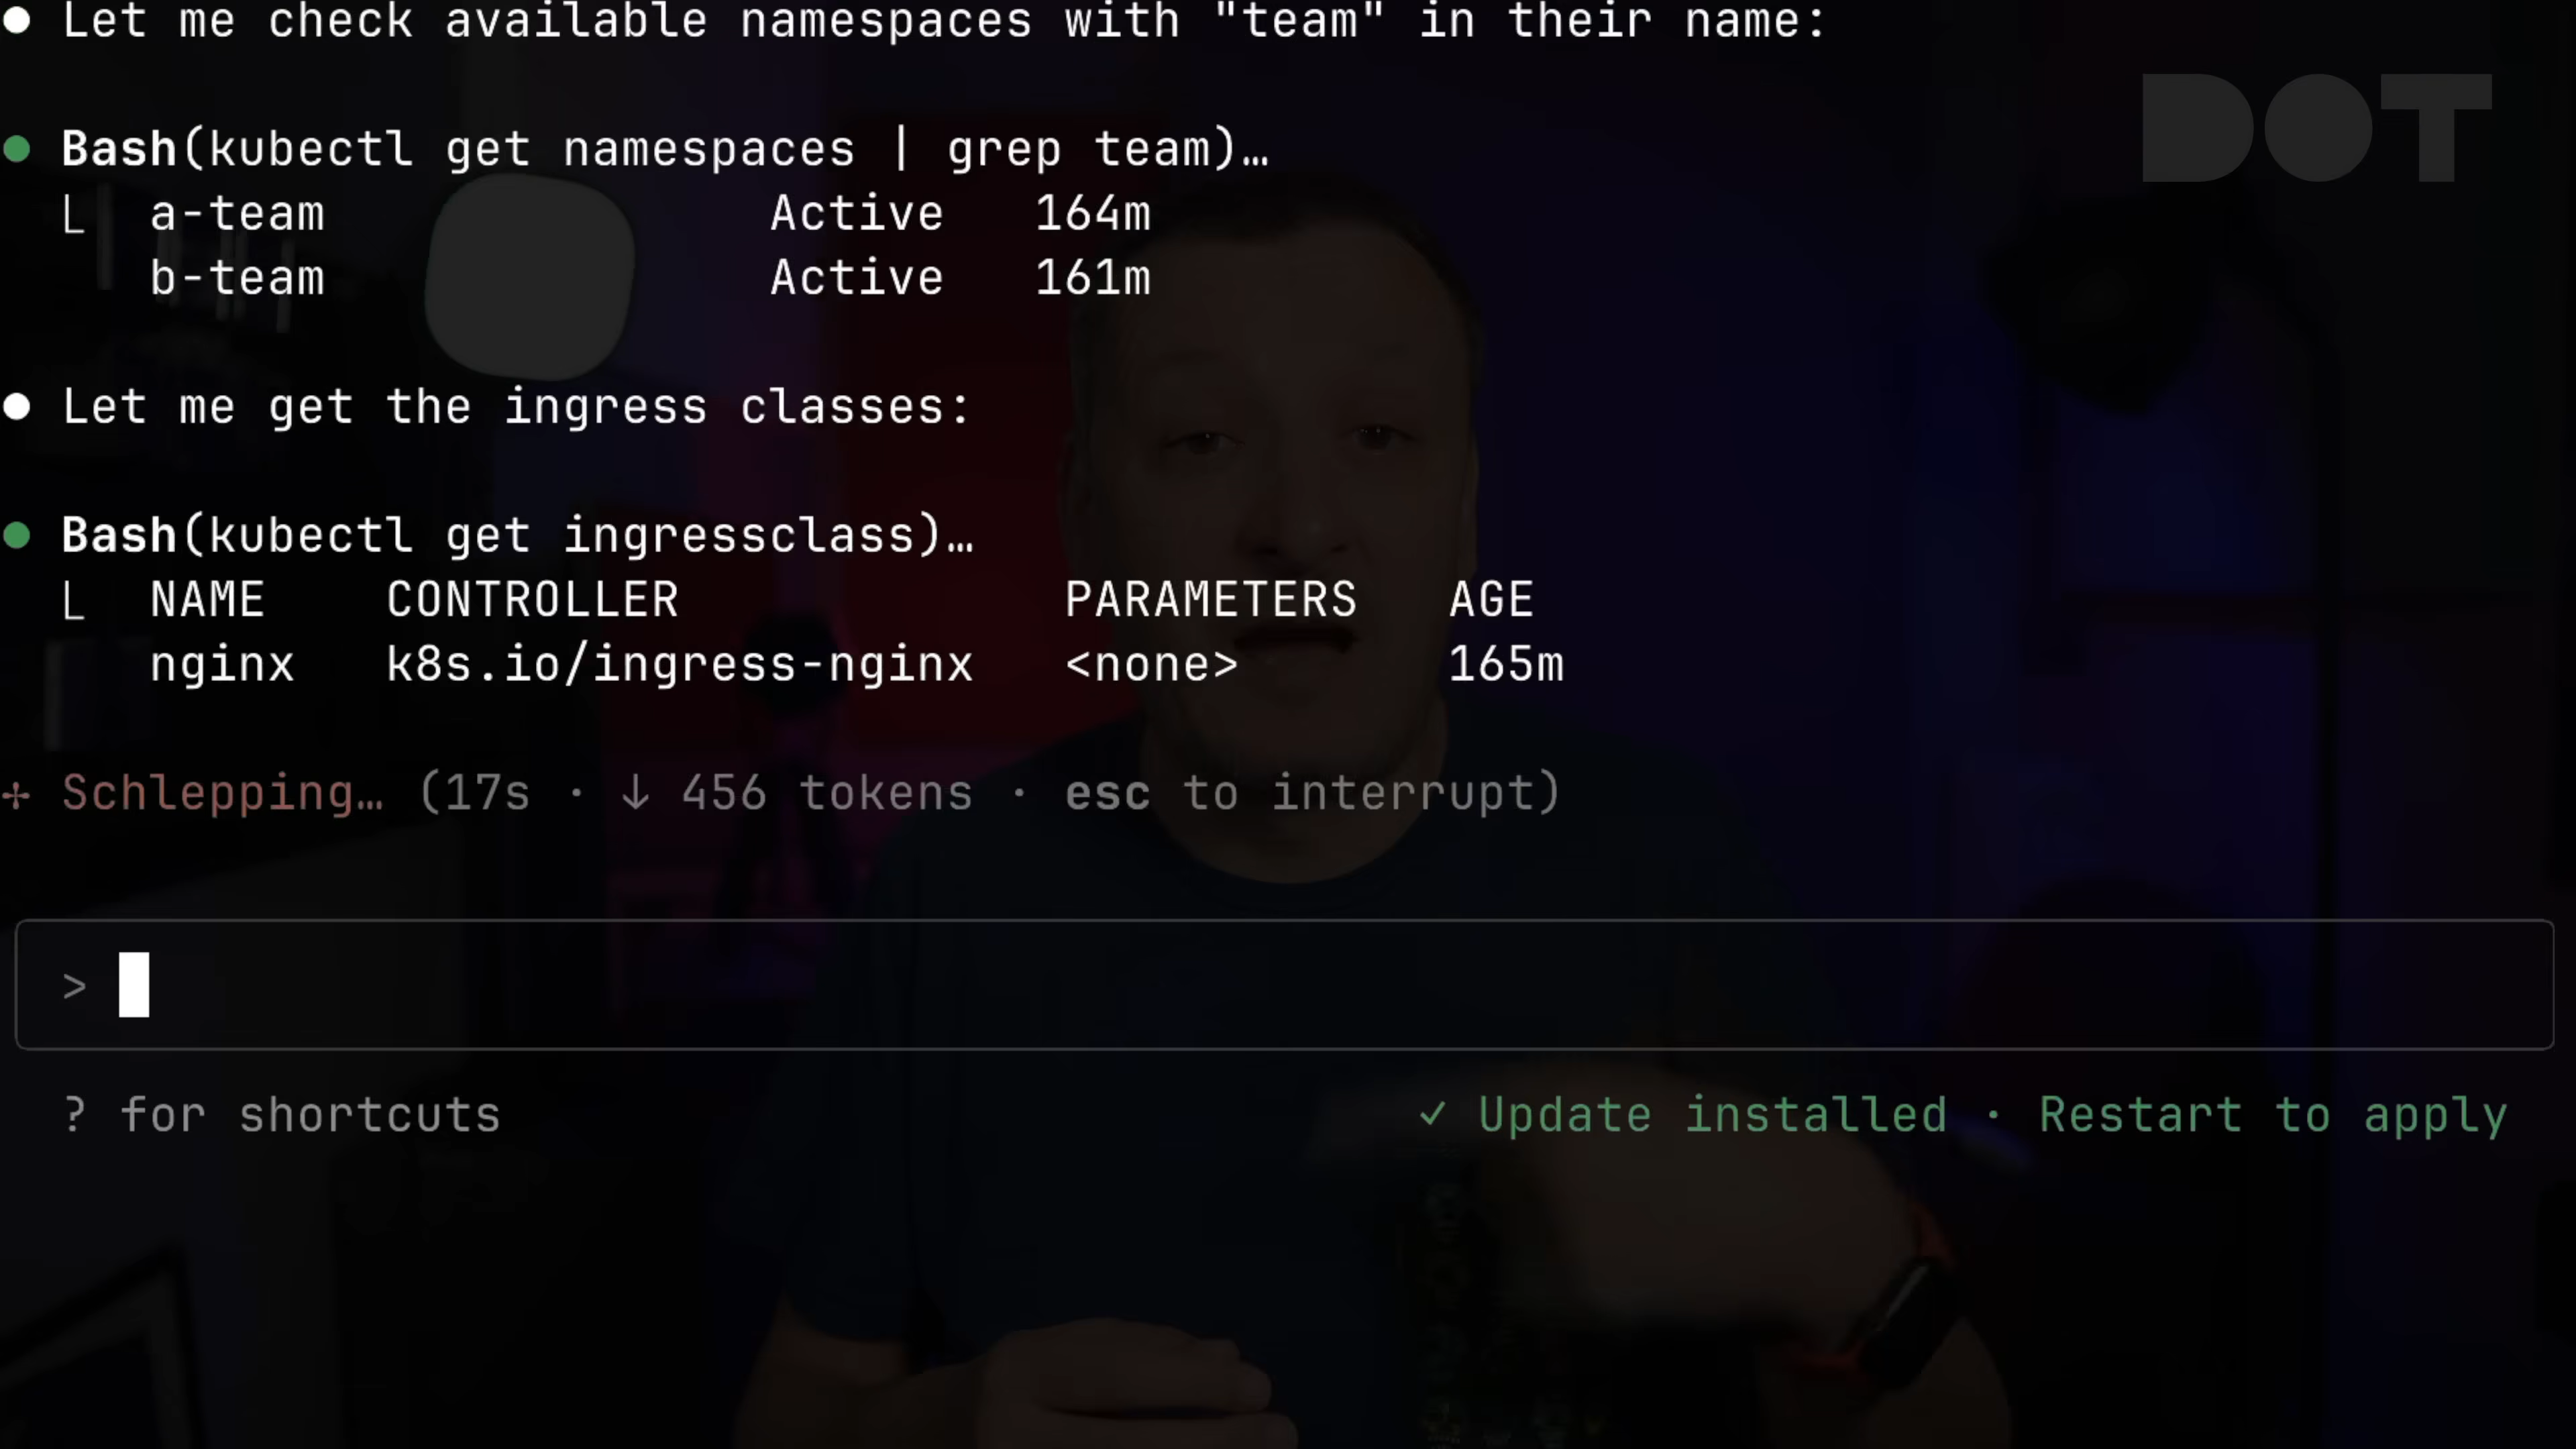 ● Let me check available namespaces with "team" in their name:
DOT
● Bash(kubectl get namespaces | grep team)…
L a-team Active 164m
b-team Active 161m
● Let me get the ingress classes:
● Bash(kubectl get ingressclass)…
L NAME CONTROLLER PARAMETERS AGE
nginx k8s.io/ingress-nginx <none> 165m
✢ Schlepping… (17s · ↓ 456 tokens · esc to interrupt)
>
? for shortcuts ✓ Update installed · Restart to apply